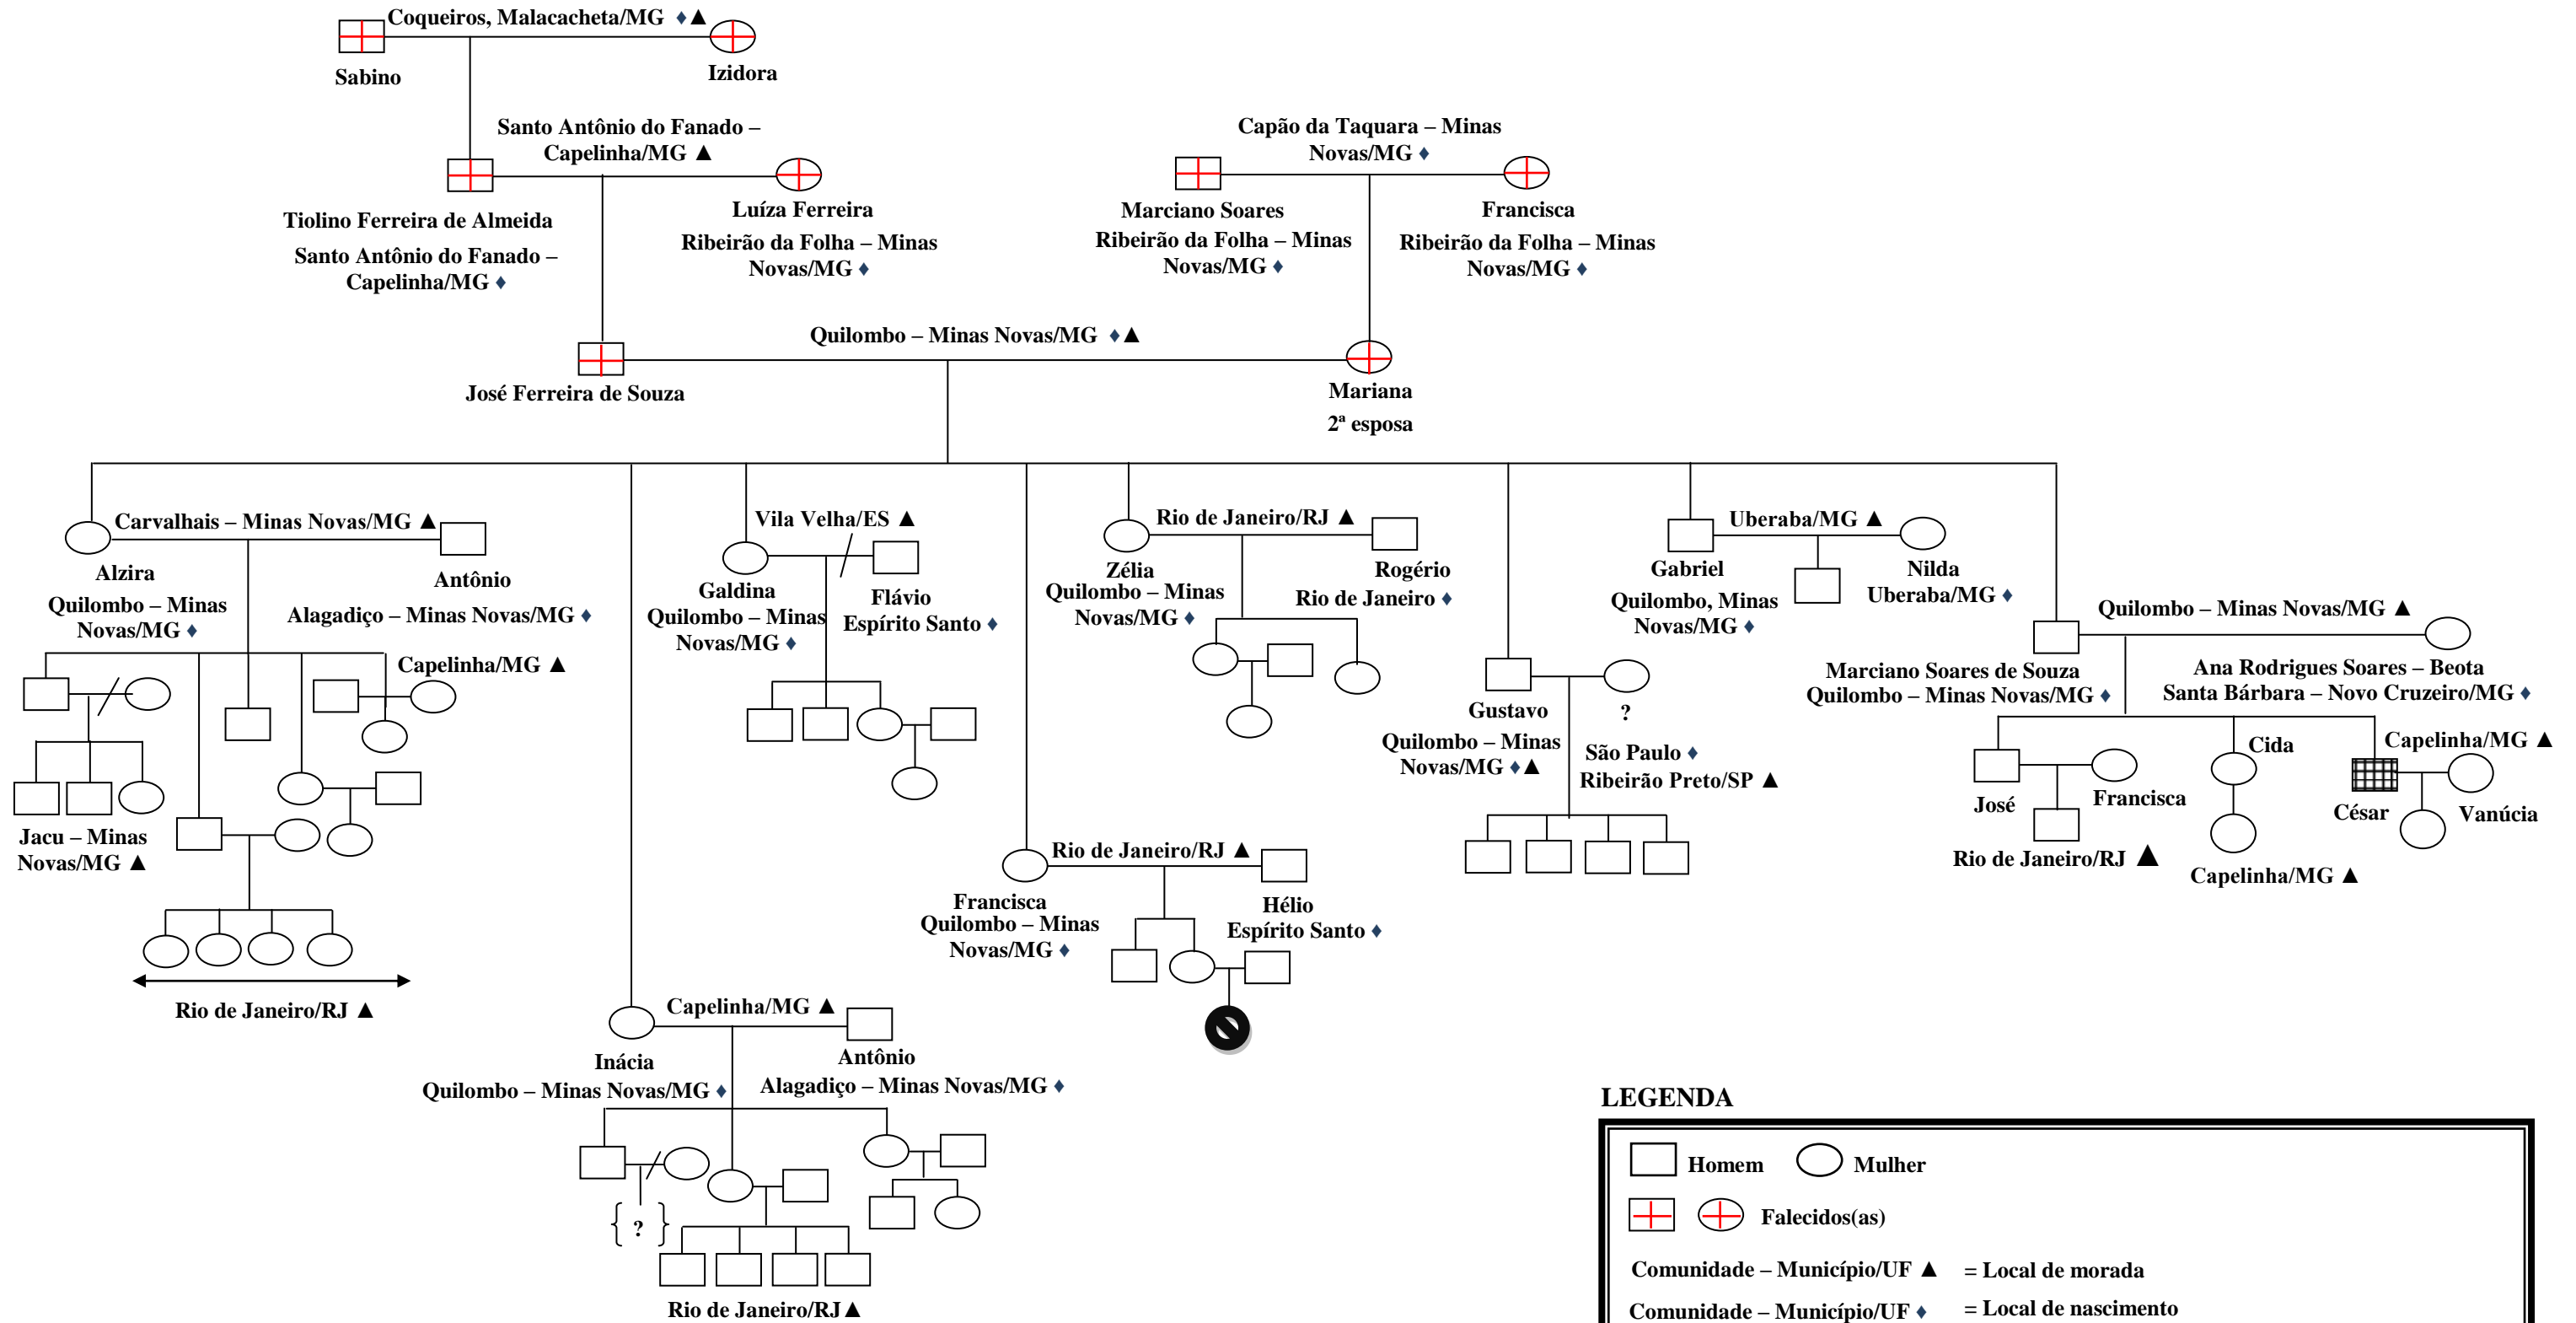 Coqueiros, Malacacheta/MG ♦▲
Sabino
Izidora
Santo Antônio do Fanado –
Capelinha/MG ▲
Capão da Taquara – Minas
Novas/MG ♦
Tiolino Ferreira de Almeida
Santo Antônio do Fanado –
Capelinha/MG ♦
Luíza Ferreira
Ribeirão da Folha – Minas
Novas/MG ♦
Marciano Soares
Ribeirão da Folha – Minas
Novas/MG ♦
Francisca
Ribeirão da Folha – Minas
Novas/MG ♦
Quilombo – Minas Novas/MG ♦▲
José Ferreira de Souza
Mariana
2ª esposa
Carvalhais – Minas Novas/MG ▲
Alzira
Quilombo – Minas
Novas/MG ♦
Antônio
Alagadiço – Minas Novas/MG ♦
Capelinha/MG ▲
Jacu – Minas
Novas/MG ▲
Rio de Janeiro/RJ ▲
Vila Velha/ES ▲
Galdina
Quilombo – Minas
Novas/MG ♦
Flávio
Espírito Santo ♦
Rio de Janeiro/RJ ▲
Zélia
Quilombo – Minas
Novas/MG ♦
Rogério
Rio de Janeiro ♦
Uberaba/MG ▲
Gabriel
Quilombo, Minas
Novas/MG ♦
Nilda
Uberaba/MG ♦
Quilombo – Minas Novas/MG ▲
Marciano Soares de Souza
Quilombo – Minas Novas/MG ♦
Ana Rodrigues Soares – Beota
Santa Bárbara – Novo Cruzeiro/MG ♦
Gustavo
Quilombo – Minas
Novas/MG ♦▲
?
São Paulo ♦
Ribeirão Preto/SP ▲
José
Francisca
Rio de Janeiro/RJ ▲
Cida
Capelinha/MG ▲
Capelinha/MG ▲
César
Vanúcia
Rio de Janeiro/RJ ▲
Francisca
Quilombo – Minas
Novas/MG ♦
Hélio
Espírito Santo ♦
Capelinha/MG ▲
Inácia
Quilombo – Minas Novas/MG ♦
Antônio
Alagadiço – Minas Novas/MG ♦
{ ? }
Rio de Janeiro/RJ▲
LEGENDA
Homem Mulher
Falecidos(as)
Comunidade – Município/UF ▲ = Local de morada
Comunidade – Município/UF ♦ = Local de nascimento